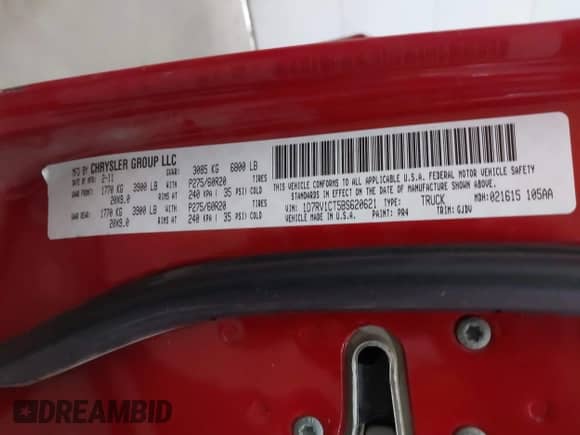 MFD BY CHRYSLER GROUP LLC
DATE OF MFR: 2-11 GVWR: 3085 KG 6800 LB
GAWR FRONT: 1770 KG 3900 LB WITH P275/60R20 TIRES
20X9.0 RIMS AT 240 KPA ( 35 PSI) COLD
GAWR REAR: 1770 KG 3900 LB WITH P275/60R20 TIRES
20X9.0 RIMS AT 240 KPA ( 35 PSI) COLD
THIS VEHICLE CONFORMS TO ALL APPLICABLE U.S.A. FEDERAL MOTOR VEHICLE SAFETY
STANDARDS IN EFFECT ON THE DATE OF MANUFACTURE SHOWN ABOVE.
VIN: 1D7RV1CT5BS620621 TYPE: TRUCK MDH: 021615 105AA
VEHICLE MADE IN U.S.A. PAINT: PR4 TRIM: GJDV
DREAMBID